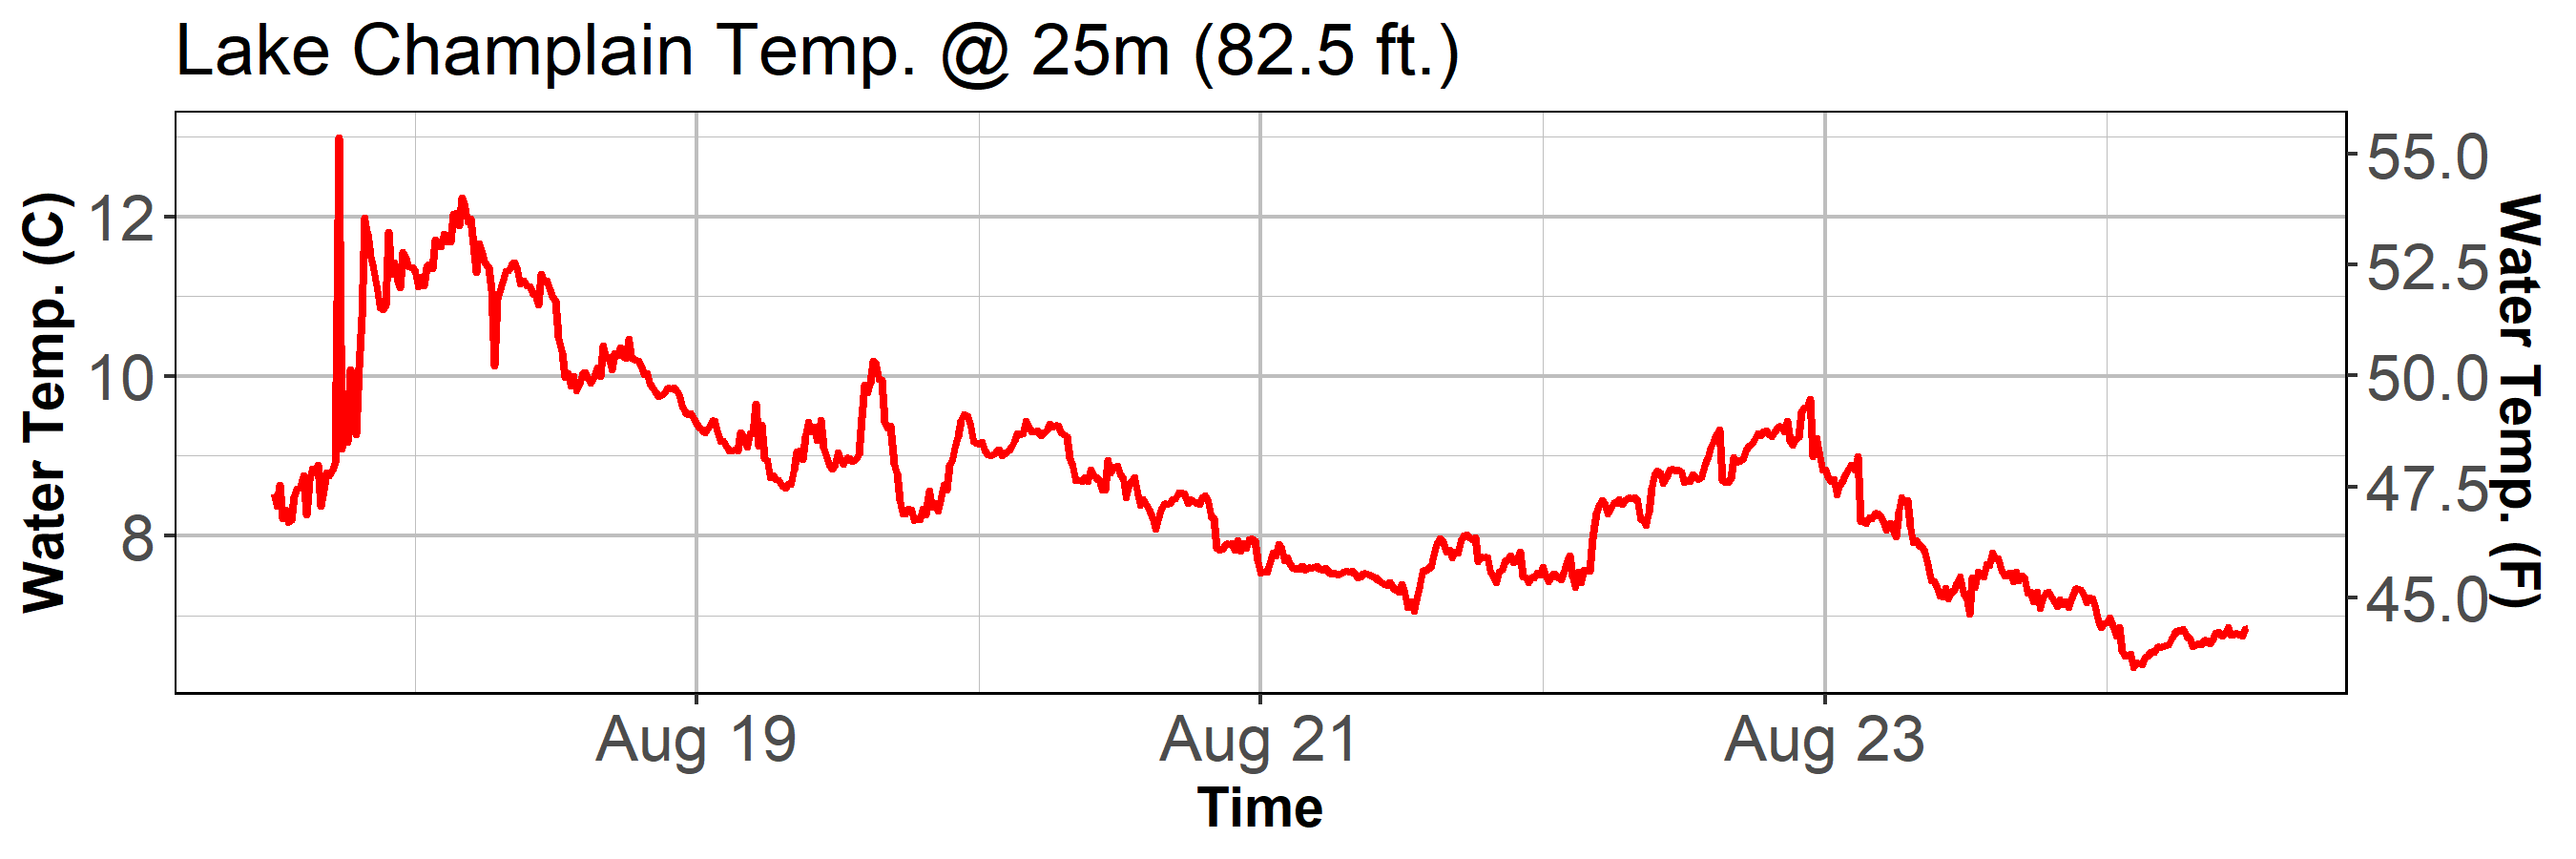 Lake Champlain Temp. @ 25m (82.5 ft.)
Water Temp. (C)
12
10
8
55.0
52.5
50.0
47.5
45.0
Water Temp. (F)
Aug 19
Aug 21
Aug 23
Time